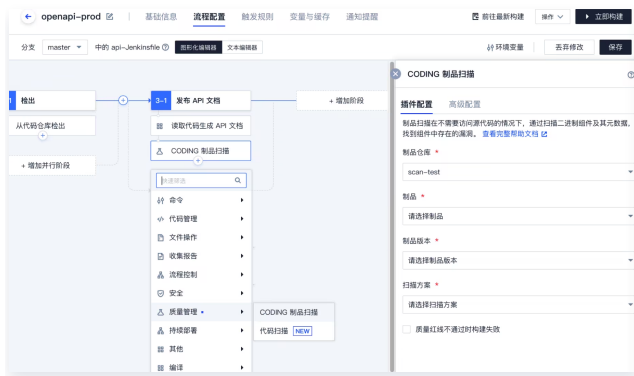 openapi-prod
基础信息 流程配置 触发规则 变量与缓存 通知提醒
前往最新构建 操作 立即构建
分支 master 中的 api-Jenkinsfile 图形化编辑器 文本编辑器
环境变量 丢弃修改 保存
检出
3-1 发布 API 文档
+ 增加阶段
从代码仓库检出
读取代码生成 API 文档
CODING 制品扫描
+ 增加并行阶段
快速筛选
命令
代码管理
文件操作
收集报告
流程控制
安全
质量管理
CODING 制品扫描
持续部署
代码扫描 NEW
其他
编译
CODING 制品扫描
插件配置 高级配置
制品扫描在不需要访问源代码的情况下，通过扫描二进制组件及其元数据，
找到组件中存在的漏洞。 查看完整帮助文档
制品仓库 *
scan-test
制品 *
请选择制品
制品版本 *
请选择制品版本
扫描方案 *
请选择扫描方案
质量红线不通过时构建失败